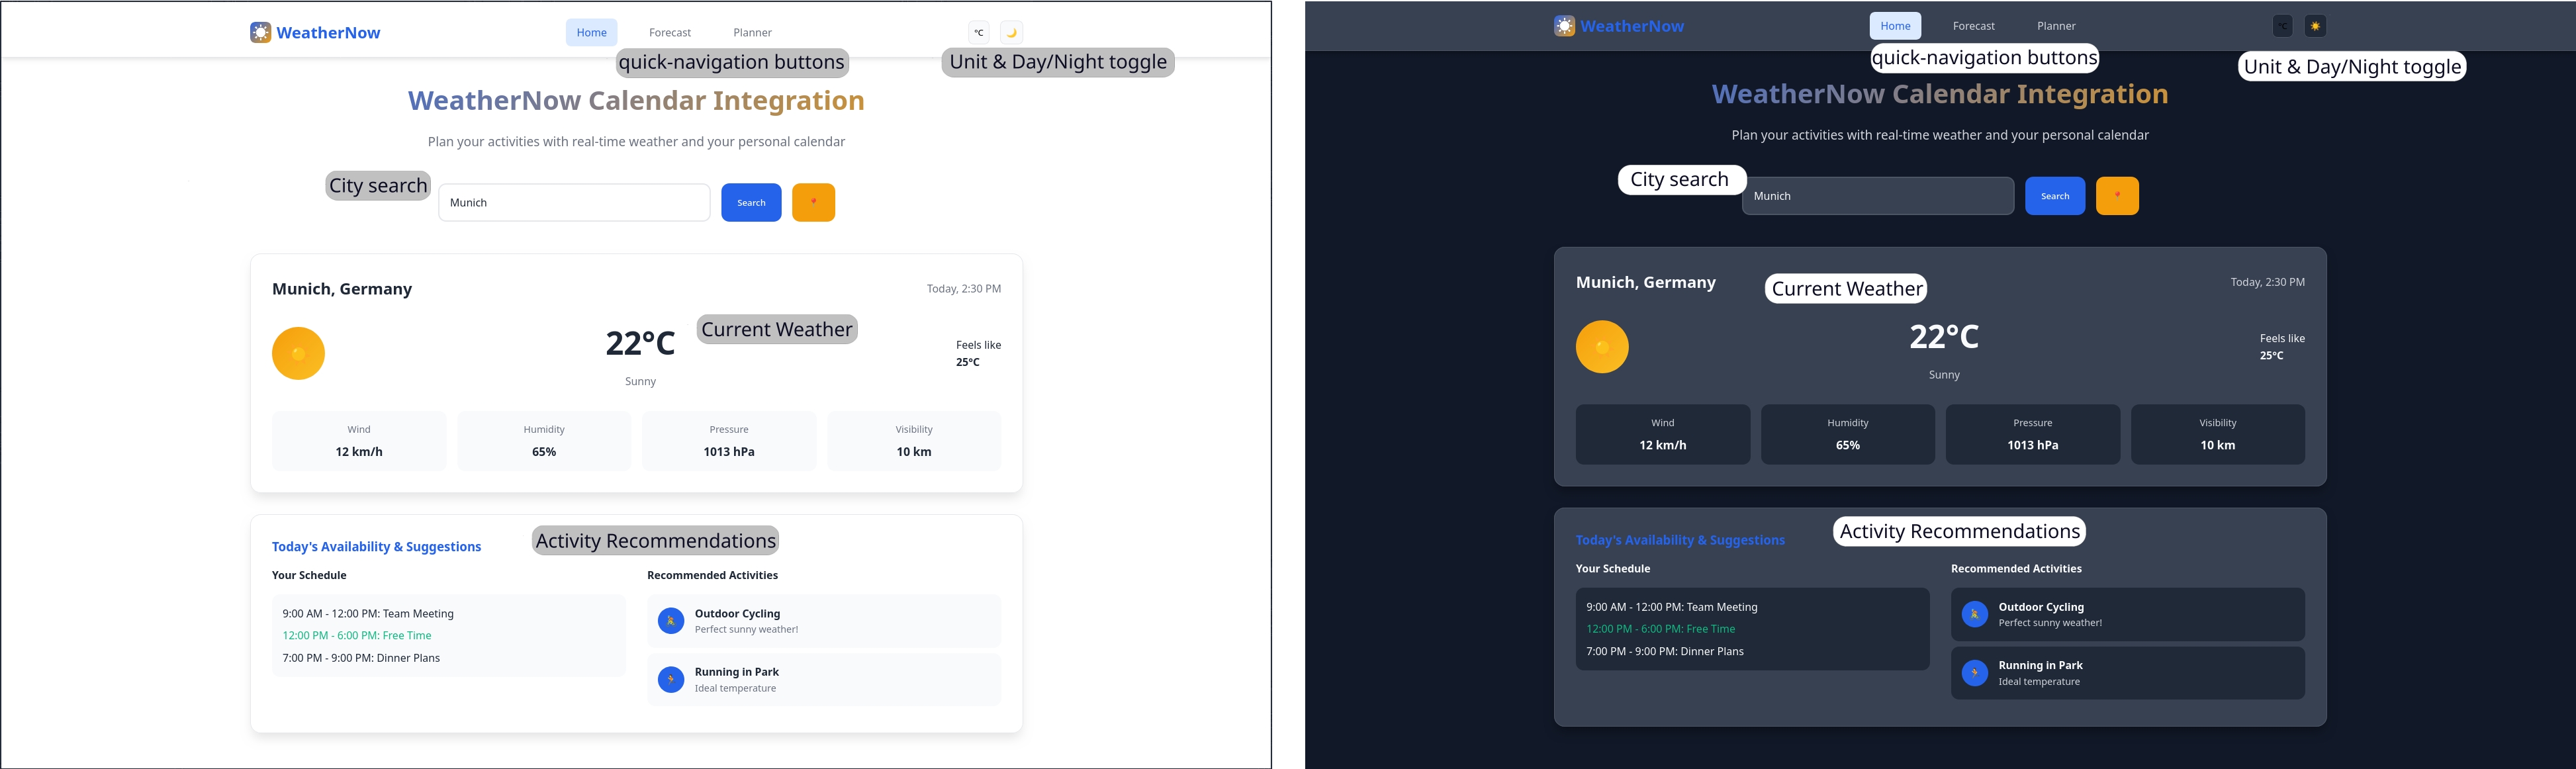 WeatherNow
Home Forecast Planner
°C
quick-navigation buttons
Unit & Day/Night toggle
WeatherNow Calendar Integration
Plan your activities with real-time weather and your personal calendar
City search
Munich
Search
Munich, Germany
Today, 2:30 PM
Current Weather
22°C
Sunny
Feels like
25°C
Wind
12 km/h
Humidity
65%
Pressure
1013 hPa
Visibility
10 km
Activity Recommendations
Today's Availability & Suggestions
Your Schedule
9:00 AM - 12:00 PM: Team Meeting
12:00 PM - 6:00 PM: Free Time
7:00 PM - 9:00 PM: Dinner Plans
Recommended Activities
Outdoor Cycling
Perfect sunny weather!
Running in Park
Ideal temperature
WeatherNow
Home Forecast Planner
°C
quick-navigation buttons
Unit & Day/Night toggle
WeatherNow Calendar Integration
Plan your activities with real-time weather and your personal calendar
City search
Munich
Search
Munich, Germany
Current Weather
Today, 2:30 PM
22°C
Sunny
Feels like
25°C
Wind
12 km/h
Humidity
65%
Pressure
1013 hPa
Visibility
10 km
Activity Recommendations
Today's Availability & Suggestions
Your Schedule
9:00 AM - 12:00 PM: Team Meeting
12:00 PM - 6:00 PM: Free Time
7:00 PM - 9:00 PM: Dinner Plans
Recommended Activities
Outdoor Cycling
Perfect sunny weather!
Running in Park
Ideal temperature